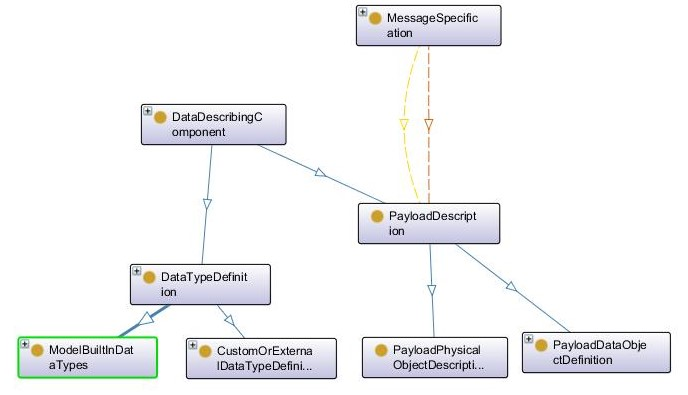 MessageSpecific
ation
DataDescribingC
omponent
PayloadDescript
ion
DataTypeDefinit
ion
ModelBuiltInDat
aTypes
CustomOrExterna
lDataTypeDefini...
PayloadPhysical
ObjectDescripti...
PayloadDataObje
ctDefinition